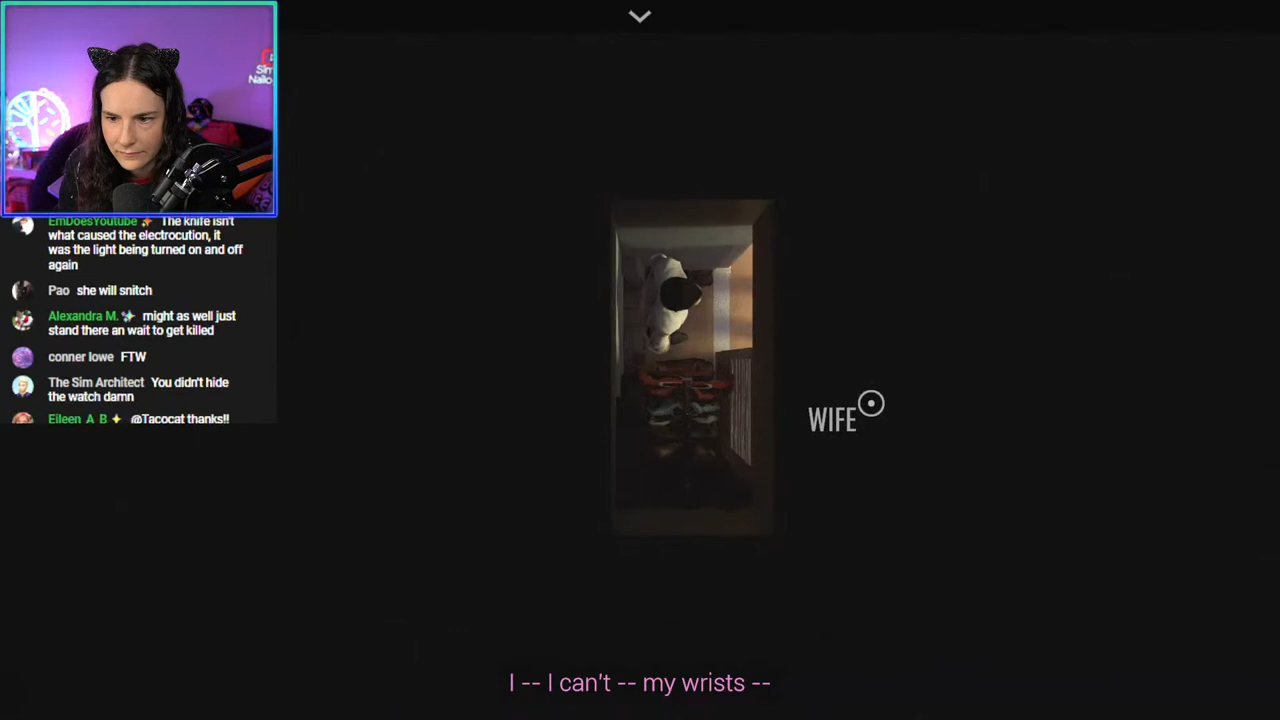 EmDoesYoutube The knife isn't
what caused the electrocution, it
was the light being turned on and off
again
Pao she will snitch
Alexandra M. might as well just
stand there an wait to get killed
conner lowe FTW
The Sim Architect You didn't hide
the watch damn
Eileen A B @Tacocat thanks!!
WIFE
I -- I can't -- my wrists --